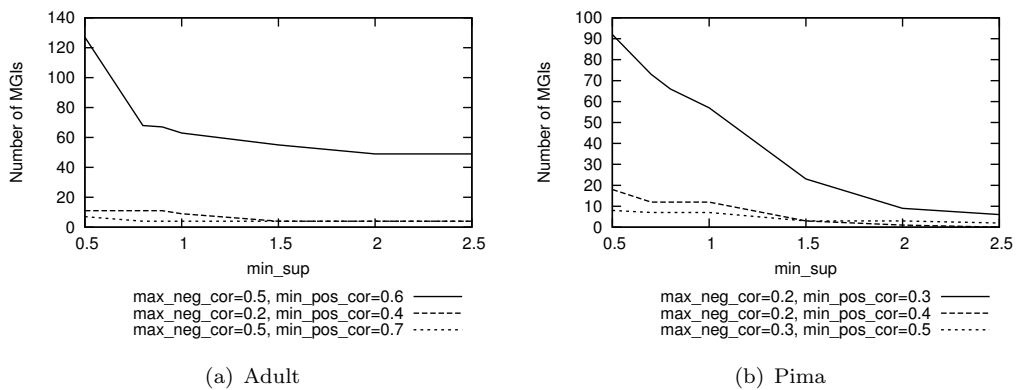 140
120
100
80
60
40
20
0
Number of MGIs
0.5 1 1.5 2 2.5
min_sup
max_neg_cor=0.5, min_pos_cor=0.6
max_neg_cor=0.2, min_pos_cor=0.4
max_neg_cor=0.5, min_pos_cor=0.7
(a) Adult
100
90
80
70
60
50
40
30
20
10
0
Number of MGIs
0.5 1 1.5 2 2.5
min_sup
max_neg_cor=0.2, min_pos_cor=0.3
max_neg_cor=0.2, min_pos_cor=0.4
max_neg_cor=0.3, min_pos_cor=0.5
(b) Pima